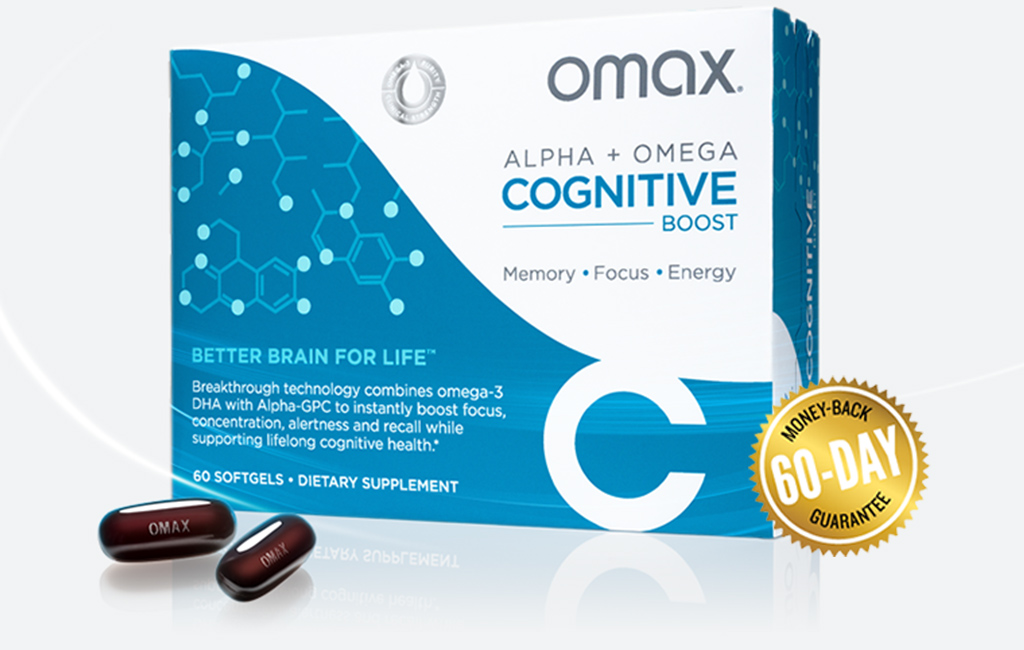 omax®
ALPHA + OMEGA
COGNITIVE
BOOST
Memory • Focus • Energy
BETTER BRAIN FOR LIFE™
Breakthrough technology combines omega-3
DHA with Alpha-GPC to instantly boost focus,
concentration, alertness and recall while
supporting lifelong cognitive health.*
60 SOFTGELS • DIETARY SUPPLEMENT
C
COGNITIVE
MONEY-BACK
60-DAY
GUARANTEE
OMAX
OMAX